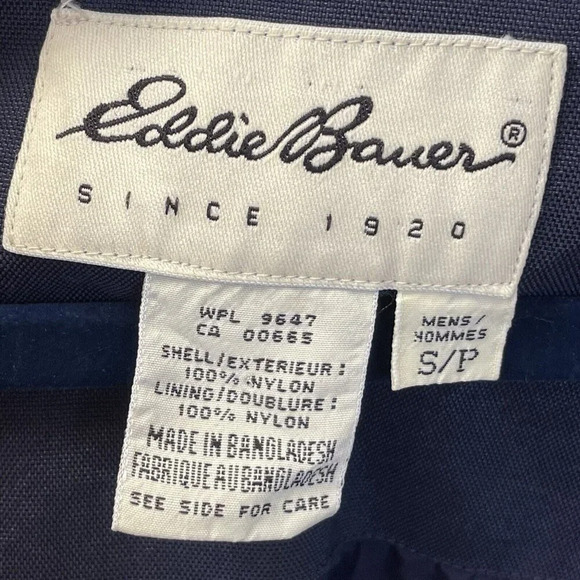 Eddie Bauer®
SINCE 1920
WPL 9647
CA 00665
SHELL/EXTERIEUR:
100% NYLON
LINING/DOUBLURE:
100% NYLON
MADE IN BANGLADESH
FABRIQUE AU BANGLADESH
SEE SIDE FOR CARE
MENS/
HOMMES
S/P